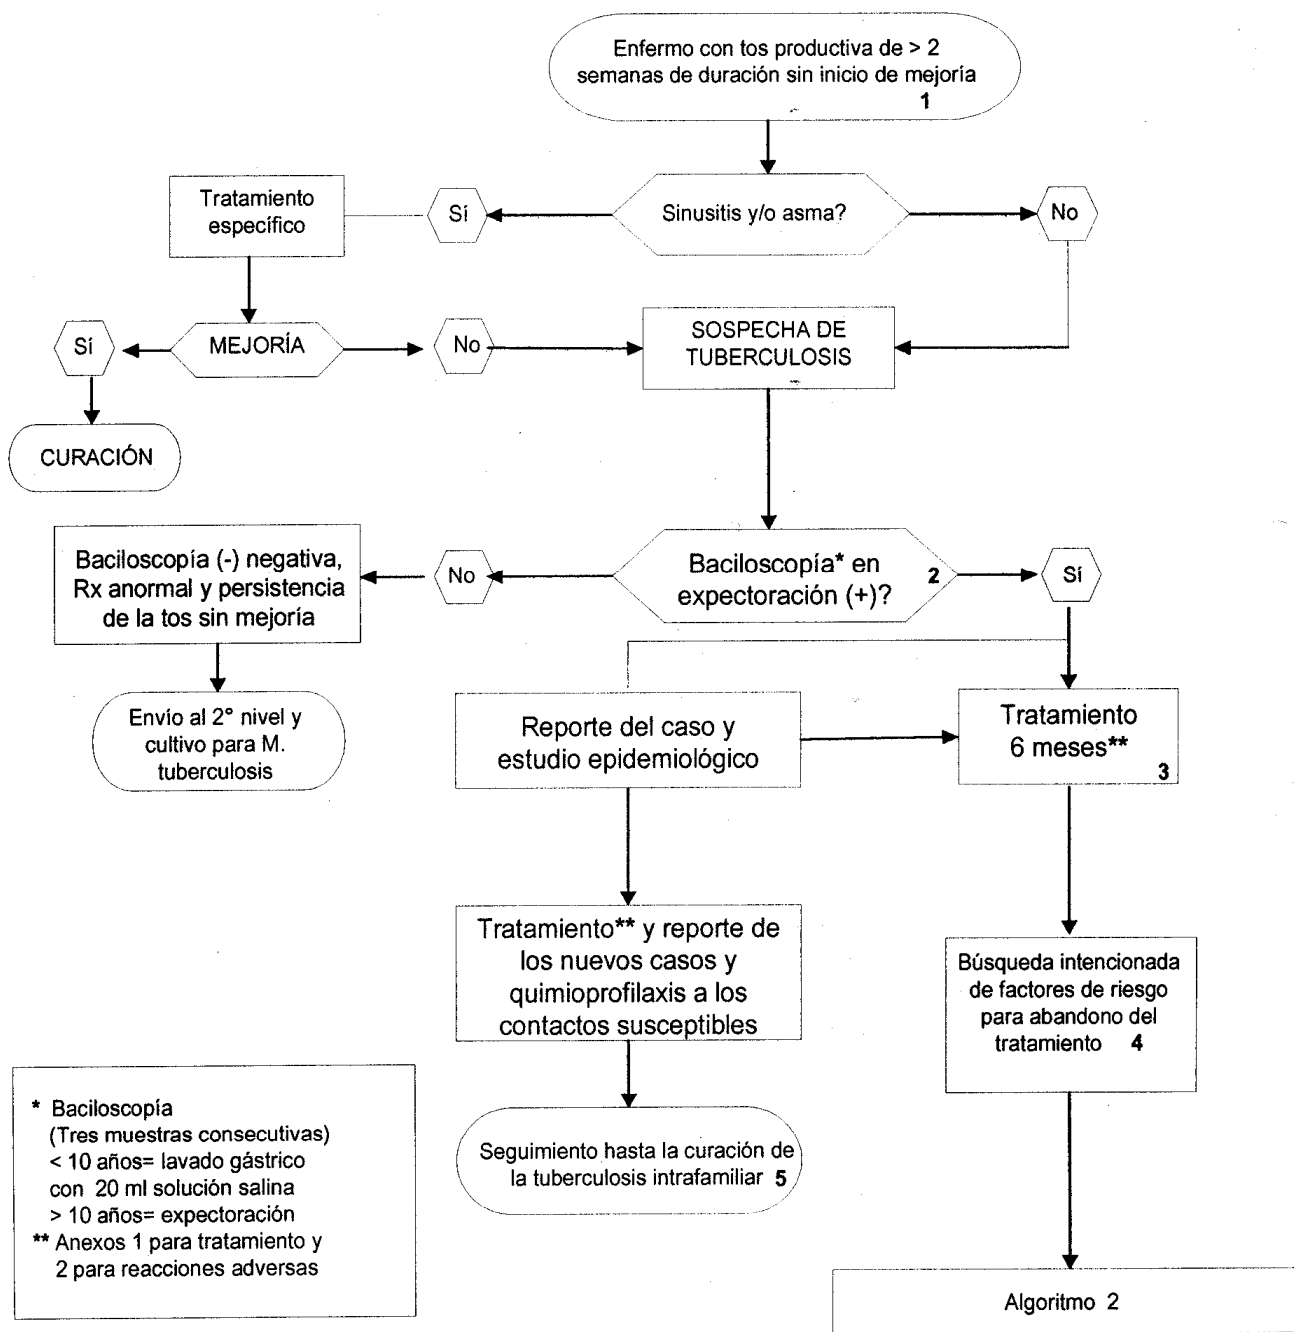 Enfermo con tos productiva de > 2
semanas de duración sin inicio de mejoría
1
Tratamiento
específico
Sí
Sinusitis y/o asma?
No
Sí
MEJORÍA
No
SOSPECHA DE
TUBERCULOSIS
CURACIÓN
Baciloscopía (-) negativa,
Rx anormal y persistencia
de la tos sin mejoría
No
Baciloscopía* en
expectoración (+)?
2
Sí
Envío al 2° nivel y
cultivo para M.
tuberculosis
Reporte del caso y
estudio epidemiológico
Tratamiento
6 meses**
3
Tratamiento** y reporte de
los nuevos casos y
quimioprofilaxis a los
contactos susceptibles
Búsqueda intencionada
de factores de riesgo
para abandono del
tratamiento 4
Seguimiento hasta la curación de
la tuberculosis intrafamiliar 5
* Baciloscopía
(Tres muestras consecutivas)
< 10 años= lavado gástrico
con 20 ml solución salina
> 10 años= expectoración
** Anexos 1 para tratamiento y
2 para reacciones adversas
Algoritmo 2